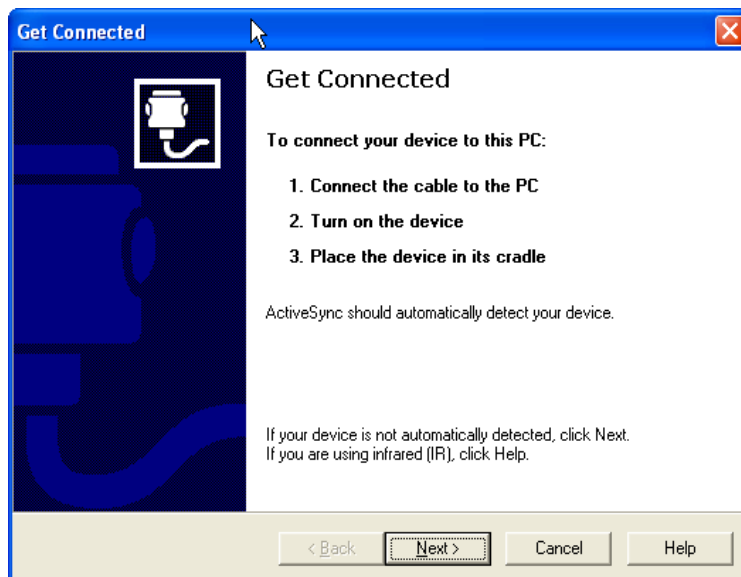 Get Connected
Get Connected
To connect your device to this PC:
1. Connect the cable to the PC
2. Turn on the device
3. Place the device in its cradle
ActiveSync should automatically detect your device.
If your device is not automatically detected, click Next.
If you are using infrared (IR), click Help.
< Back Next > Cancel Help